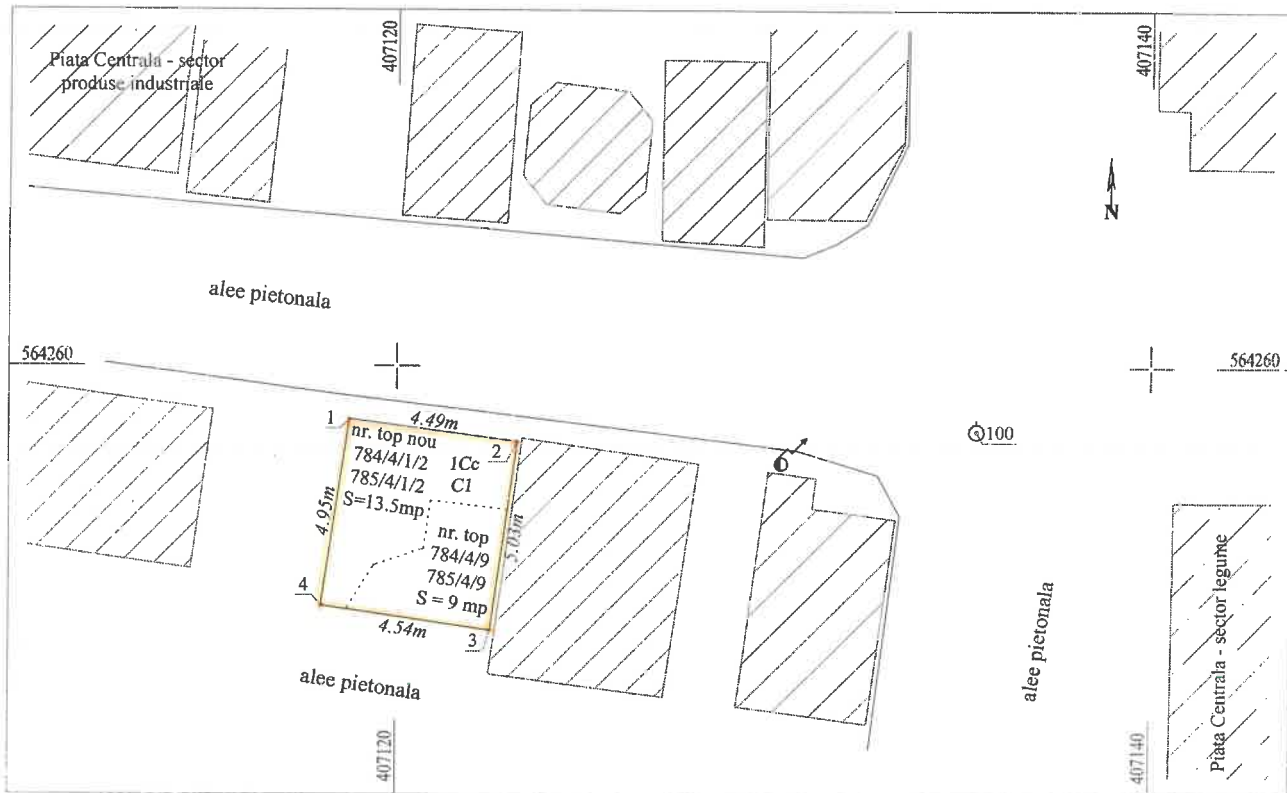 407120
407140
Piata Centrala - sector
produse industriale
N
alee pietonala
564260
564260
1
4.49m
2
100
nr. top nou
784/4/1/2 1Cc
785/4/1/2 C1
S=13.5mp
4.95m
5.03m
nr. top
784/4/9
785/4/9
S = 9 mp
4
4.54m
3
alee pietonala
alee pietonala
Piata Centrala - sector legume
407120
407140